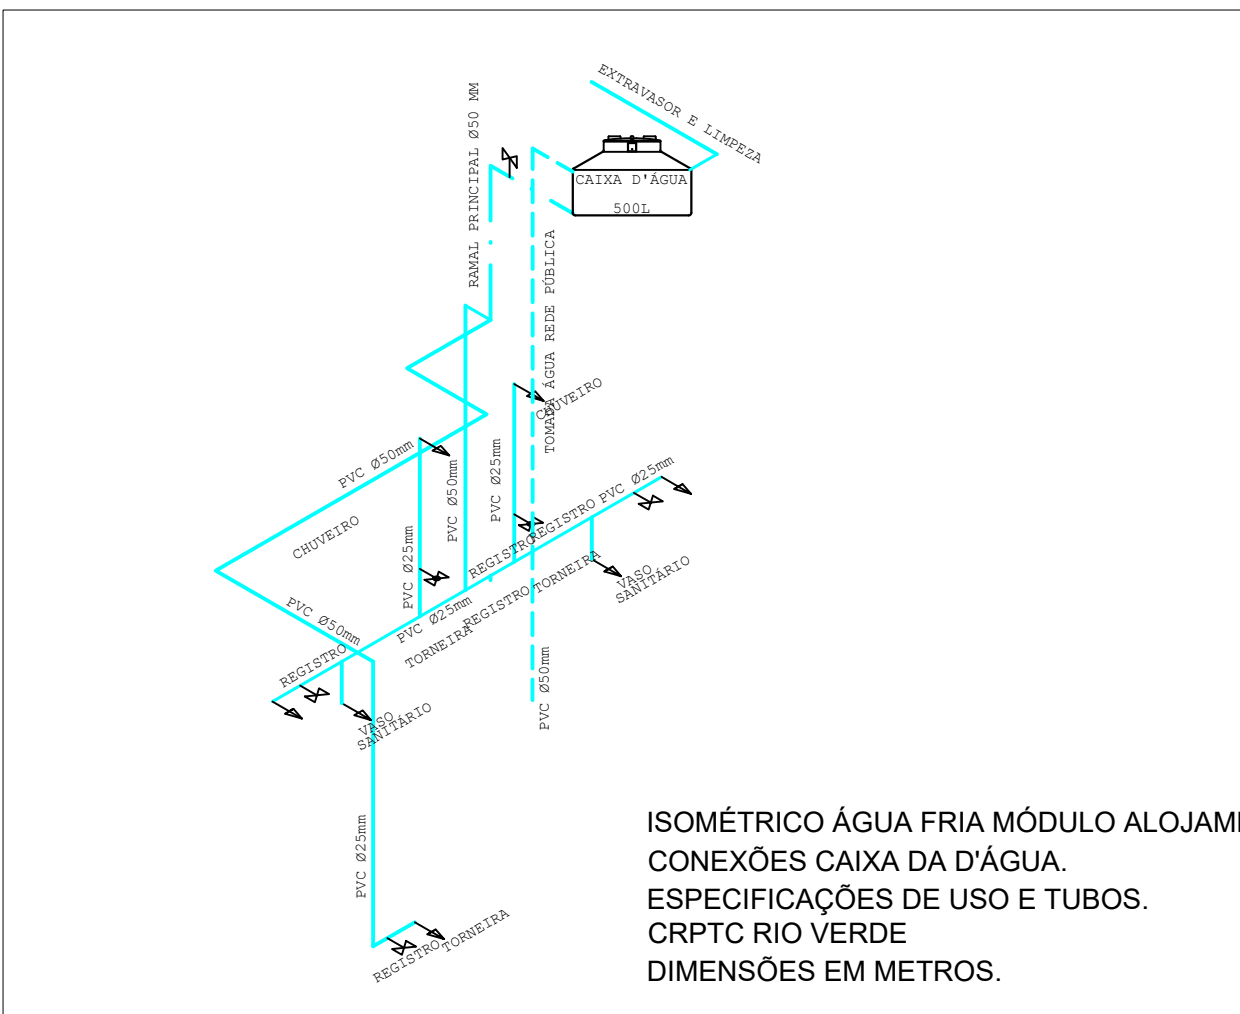 EXTRAVASOR E LIMPEZA
RAMAL PRINCIPAL Ø50 MM
CAIXA D'ÁGUA
500L
TOMADA ÁGUA REDE PÚBLICA
CHUVEIRO
PVC Ø50mm
PVC Ø50mm
PVC Ø25mm
REGISTRO
PVC Ø25mm
CHUVEIRO
PVC Ø25mm
REGISTRO
REGISTRO
TORNEIRA
VASO
SANITÁRIO
PVC Ø50mm
PVC Ø25mm
TORNEIRA
REGISTRO
VASO
SANITÁRIO
PVC Ø50mm
PVC Ø25mm
REGISTRO
TORNEIRA
ISOMÉTRICO ÁGUA FRIA MÓDULO ALOJAM
CONEXÕES CAIXA DA D'ÁGUA.
ESPECIFICAÇÕES DE USO E TUBOS.
CRPTC RIO VERDE
DIMENSÕES EM METROS.